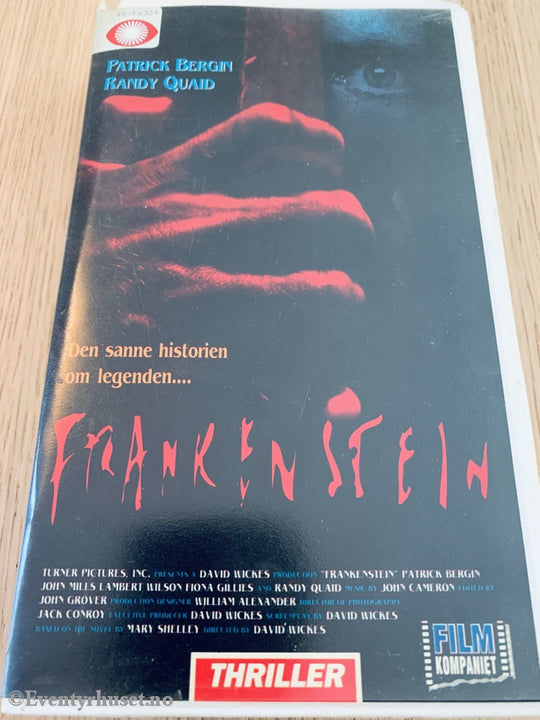 VM-F6304
PATRICK BERGIN
RANDY QUAID
Den sanne historien
om legenden....
FRANKENSTEIN
TURNER PICTURES, INC. PRESENTS A DAVID WICKES PRODUCTION "FRANKENSTEIN" PATRICK BERGIN
JOHN MILLS LAMBERT WILSON FIONA GILLIES AND RANDY QUAID MUSIC BY JOHN CAMERON EDITED BY
JOHN GROVER PRODUCTION DESIGNER WILLIAM ALEXANDER DIRECTOR OF PHOTOGRAPHY
JACK CONROY EXECUTIVE PRODUCER DAVID WICKES SCREENPLAY BY DAVID WICKES
BASED ON THE NOVEL BY MARY SHELLEY DIRECTED BY DAVID WICKES
FILM
KOMPANIET
THRILLER
©Eventyrhuset.no